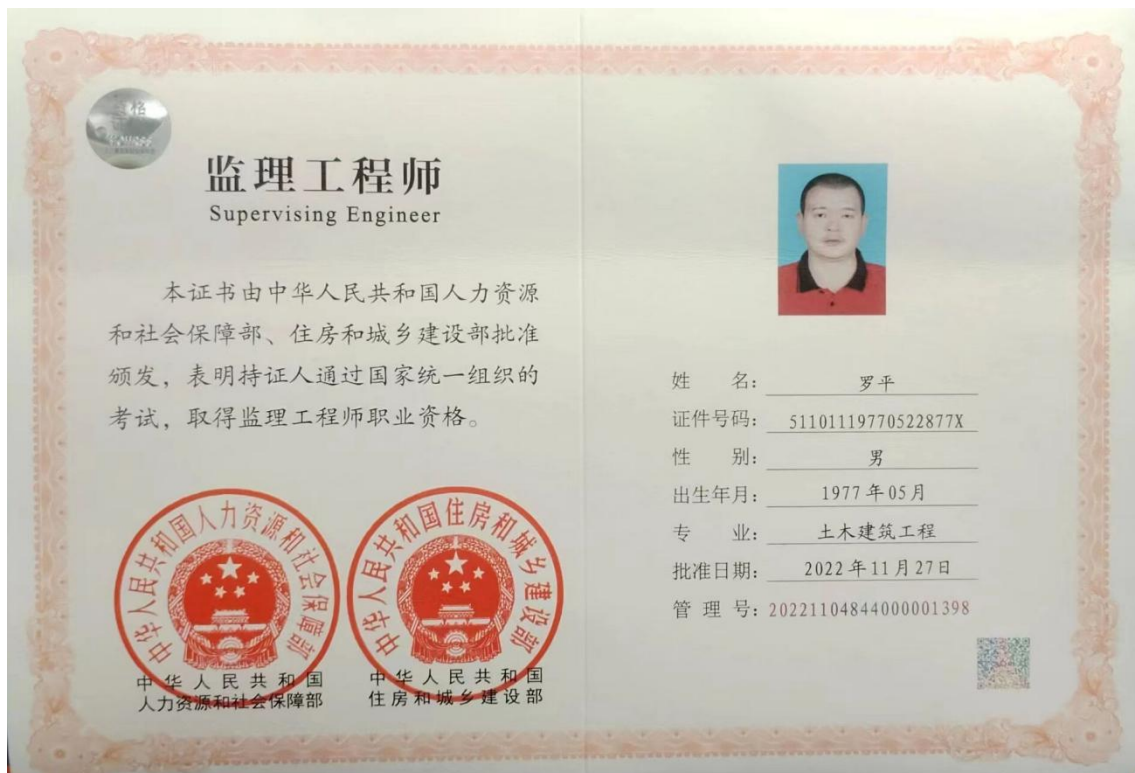 监理工程师
Supervising Engineer
本证书由中华人民共和国人力资源
和社会保障部、住房和城乡建设部批准
颁发，表明持证人通过国家统一组织的
考试，取得监理工程师职业资格。
中华人民共和国人力资源和社会保障部
中华人民共和国住房和城乡建设部
中华人民共和国
人力资源和社会保障部
中华人民共和国
住房和城乡建设部
姓 名：罗平
证件号码：51101119770522877X
性 别：男
出生年月：1977年05月
专 业：土木建筑工程
批准日期：2022年11月27日
管 理 号：20221104844000001398